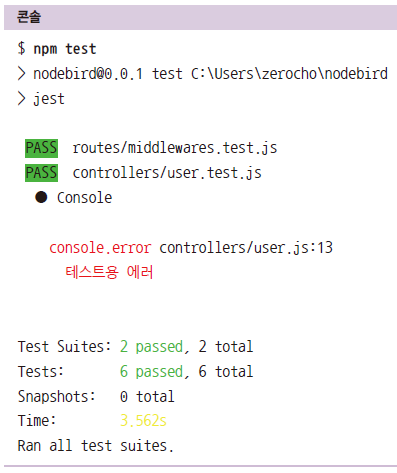 콘솔
$ npm test
> nodebird@0.0.1 test C:\Users\zerocho\nodebird
> jest
PASS routes/middlewares.test.js
PASS controllers/user.test.js
● Console
console.error controllers/user.js:13
테스트용 에러
Test Suites: 2 passed, 2 total
Tests: 6 passed, 6 total
Snapshots: 0 total
Time: 3.562s
Ran all test suites.